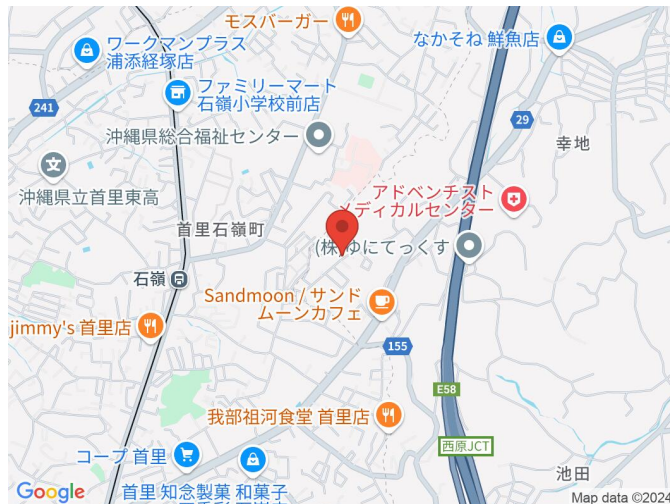 モスバーガー
なかそね 鮮魚店
ワークマンプラス
浦添経塚店
ファミリーマート
石嶺小学校前店
241
29
沖縄県総合福祉センター
幸地
沖縄県立首里東高
アドベンチスト
メディカルセンター
首里石嶺町
(株)ゆにてっくす
石嶺
Sandmoon / サンド
ムーンカフェ
jimmy's 首里店
155
E58
我部祖河食堂 首里店
西原JCT
コープ 首里
池田
首里 知念製菓 和菓子
Google
Map data ©2024